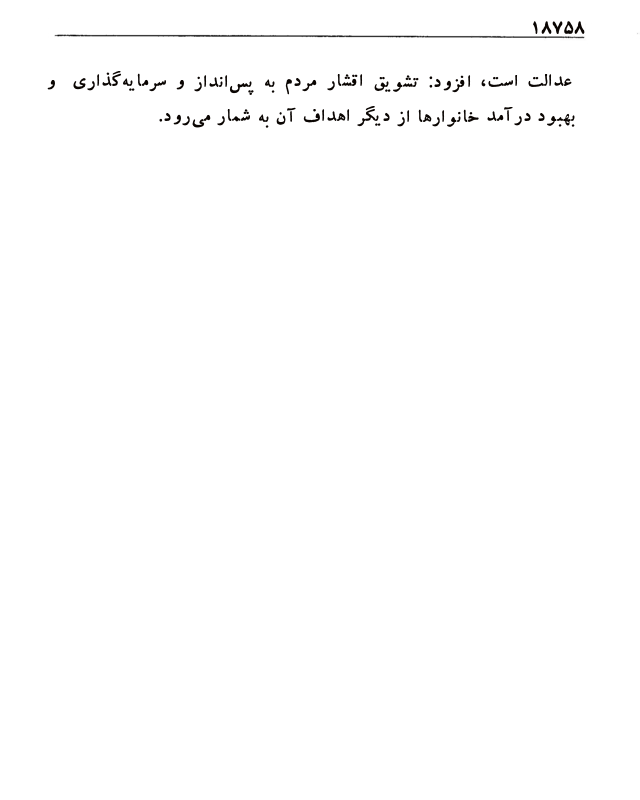 ۱۸۷۵۸
عدالت است، افزود: تشویق اقشار مردم به پس‌انداز و سرمایه‌گذاری و
بهبود درآمد خانوارها از دیگر اهداف آن به شمار می‌رود.